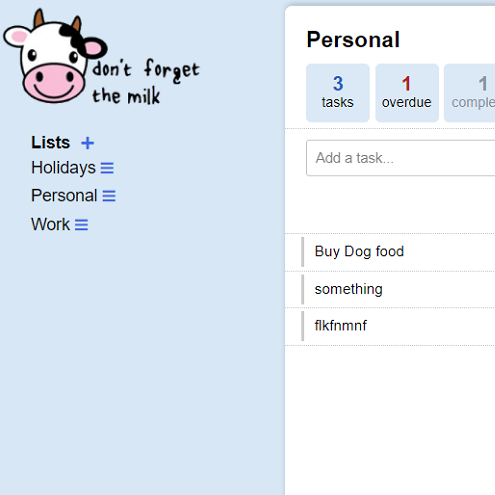 don't forget
the milk
Lists +
Holidays
Personal
Work
Personal
3
tasks
1
overdue
1
comple
Add a task...
Buy Dog food
something
flkfnmnf